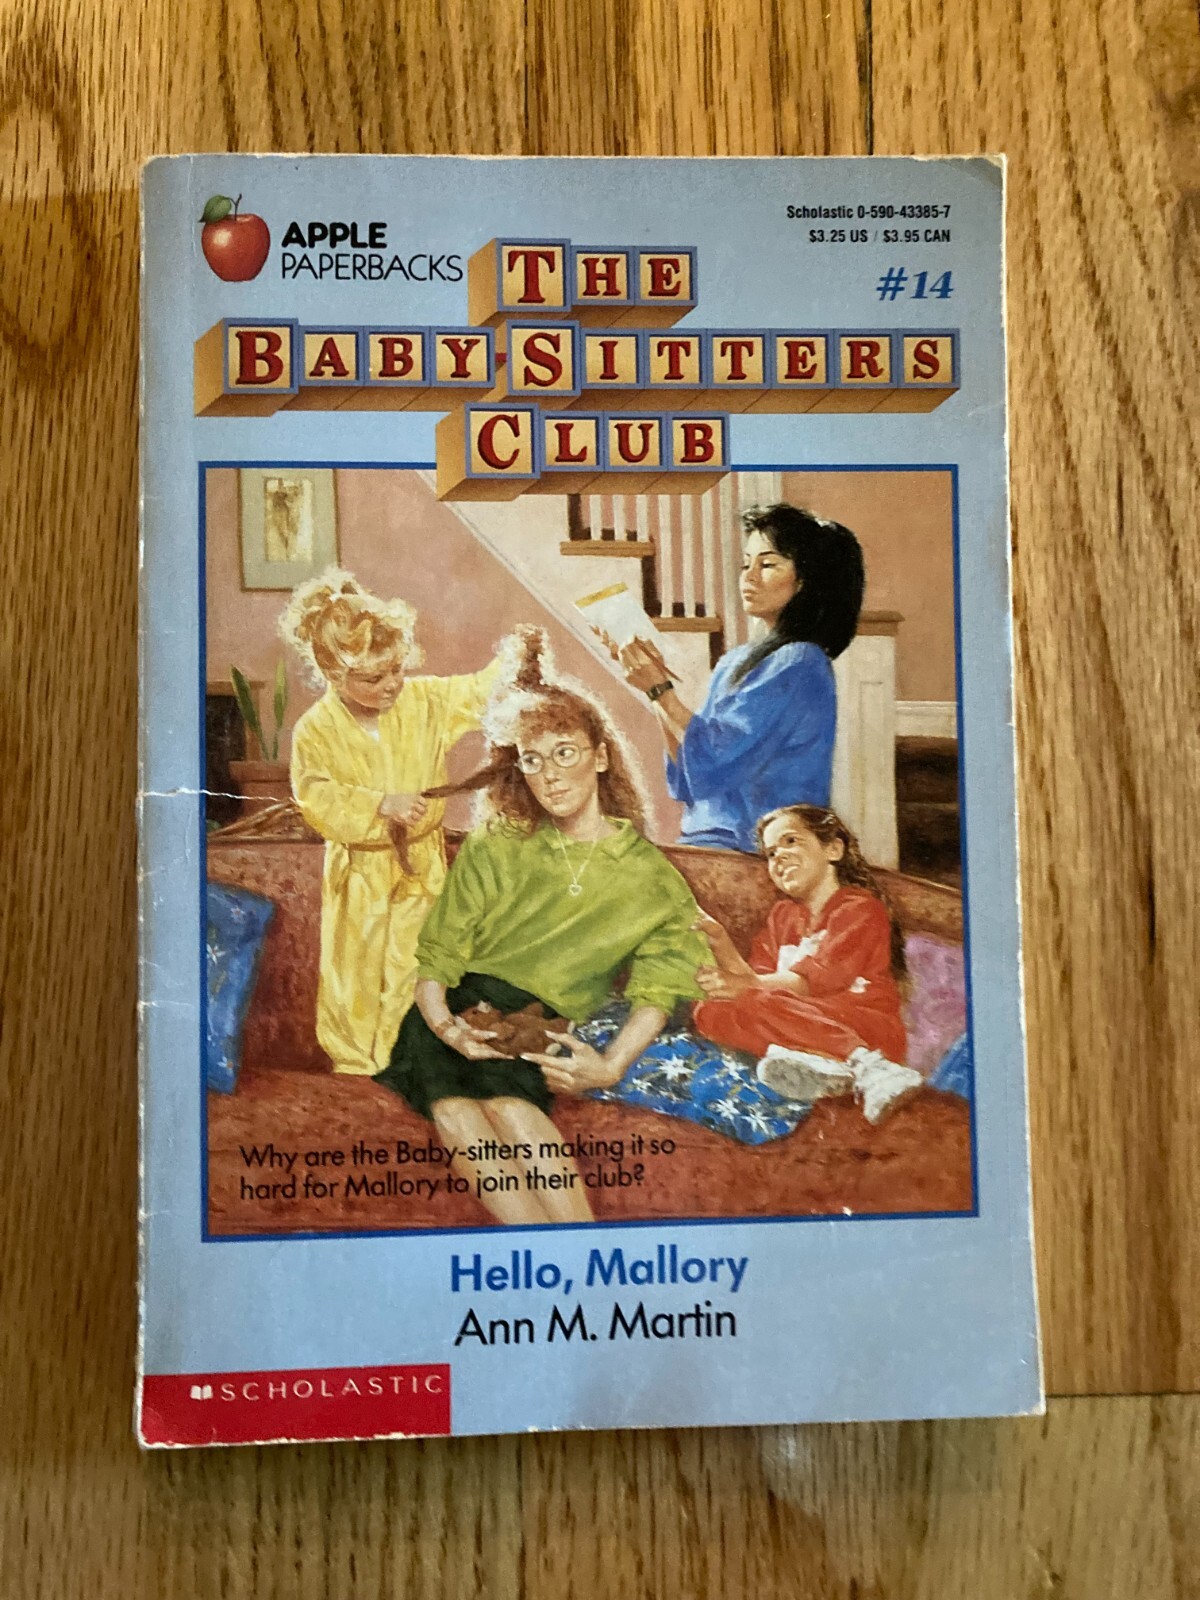 APPLE
PAPERBACKS
Scholastic 0-590-43385-7
$3.25 US / $3.95 CAN
#14
THE
BABY-SITTERS
CLUB
Why are the Baby-sitters making it so
hard for Mallory to join their club?
Hello, Mallory
Ann M. Martin
SCHOLASTIC